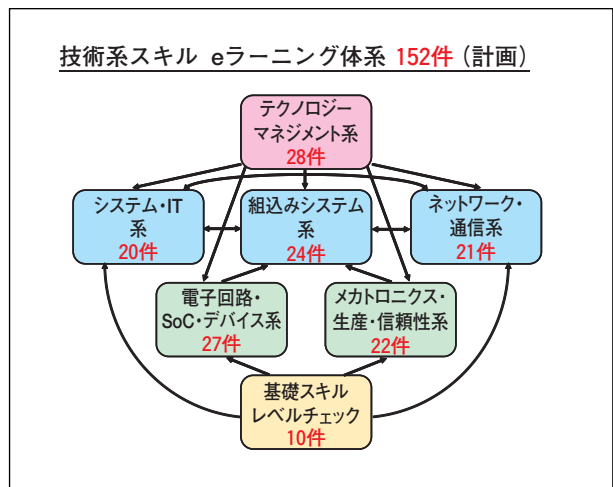 技術系スキル eラーニング体系 152件 (計画)
テクノロジー
マネジメント系
28件
システム・IT
系
20件
組込みシステム
系
24件
ネットワーク・
通信系
21件
電子回路・
SoC・デバイス系
27件
メカトロニクス・
生産・信頼性系
22件
基礎スキル
レベルチェック
10件